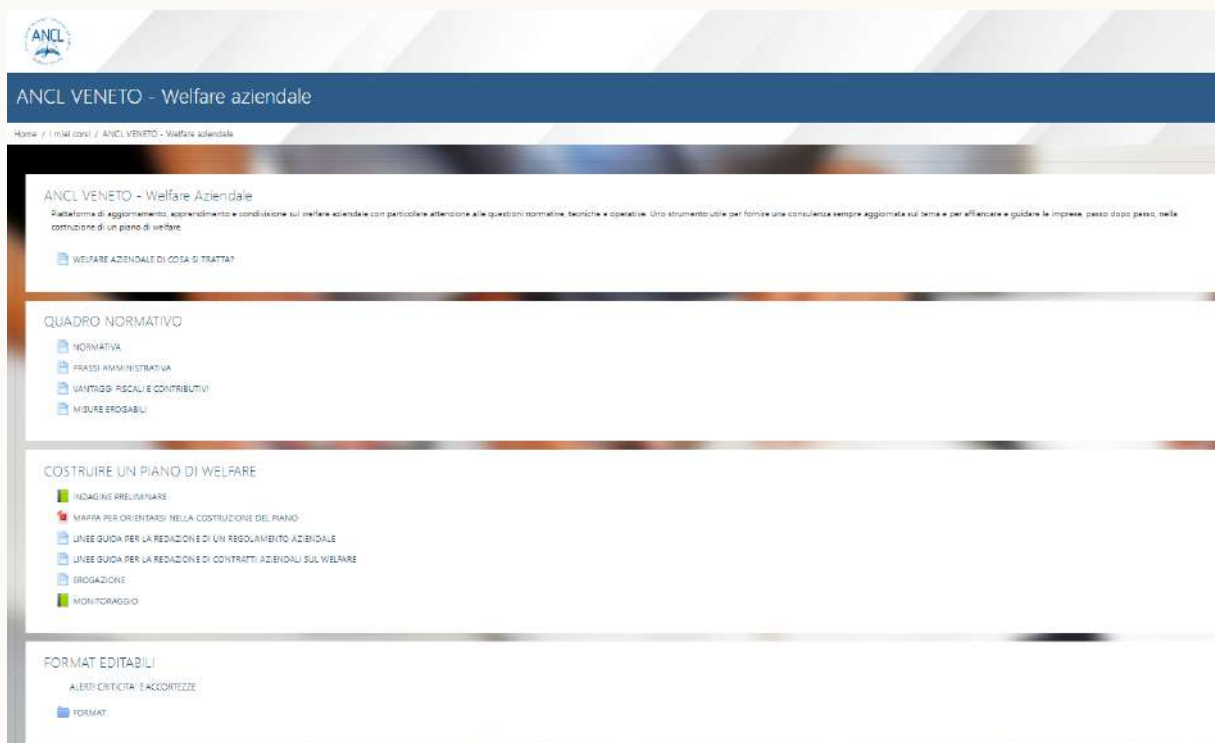 ANCL
ANCL VENETO - Welfare aziendale
Home / I miei corsi / ANCL VENETO - Welfare aziendale
ANCL VENETO - Welfare Aziendale
Piattaforma di aggiornamento, apprendimento e condivisione sul welfare aziendale con particolare attenzione alle questioni normative, tecniche e operative. Uno strumento utile per fornire una consulenza sempre aggiornata sul tema e per affiancare e guidare le imprese, passo dopo passo, nella
costruzione di un piano di welfare.
WELFARE AZIENDALE DI COSA SI TRATTA?
QUADRO NORMATIVO
NORMATIVA
PRASSI AMMINISTRATIVA
VANTAGGI FISCALI E CONTRIBUTIVI
MISURE EROGABILI
COSTRUIRE UN PIANO DI WELFARE
INDAGINE PRELIMINARE
MAPPA PER ORIENTARSI NELLA COSTRUZIONE DEL PIANO
LINEE GUIDA PER LA REDAZIONE DI UN REGOLAMENTO AZIENDALE
LINEE GUIDA PER LA REDAZIONE DI CONTRATTI AZIENDALI SUL WELFARE
EROGAZIONE
MONITORAGGIO
FORMAT EDITABILI
ALERT! CRITICITA' E ACCORTEZZE
FORMAT